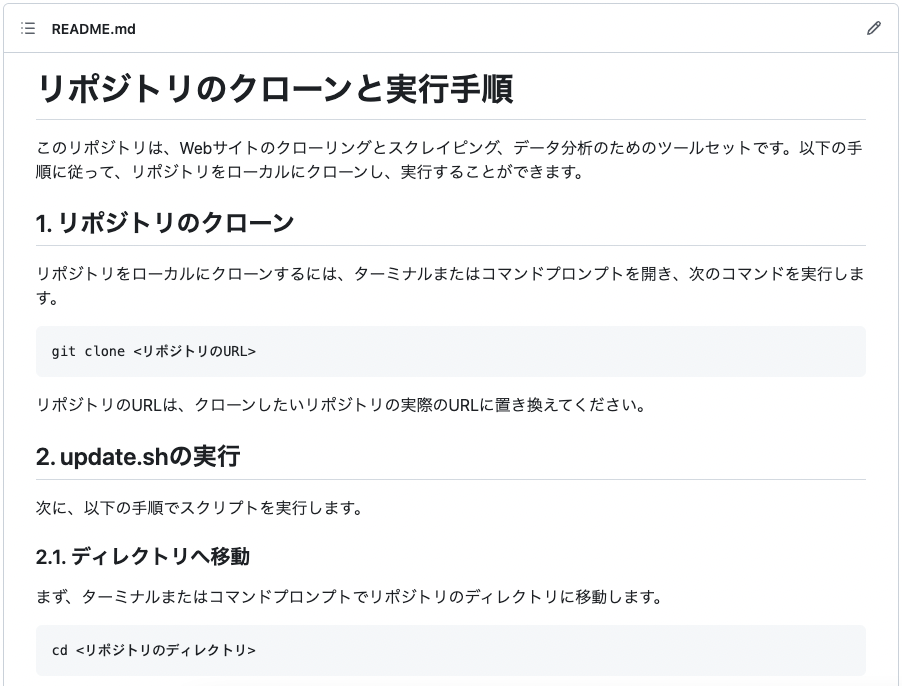 README.md
リポジトリのクローンと実行手順
このリポジトリは、Webサイトのクローリングとスクレイピング、データ分析のためのツールセットです。以下の手
順に従って、リポジトリをローカルにクローンし、実行することができます。
1. リポジトリのクローン
リポジトリをローカルにクローンするには、ターミナルまたはコマンドプロンプトを開き、次のコマンドを実行しま
す。
git clone <リポジトリのURL>
リポジトリのURLは、クローンしたいリポジトリの実際のURLに置き換えてください。
2. update.shの実行
次に、以下の手順でスクリプトを実行します。
2.1. ディレクトリへ移動
まず、ターミナルまたはコマンドプロンプトでリポジトリのディレクトリに移動します。
cd <リポジトリのディレクトリ>